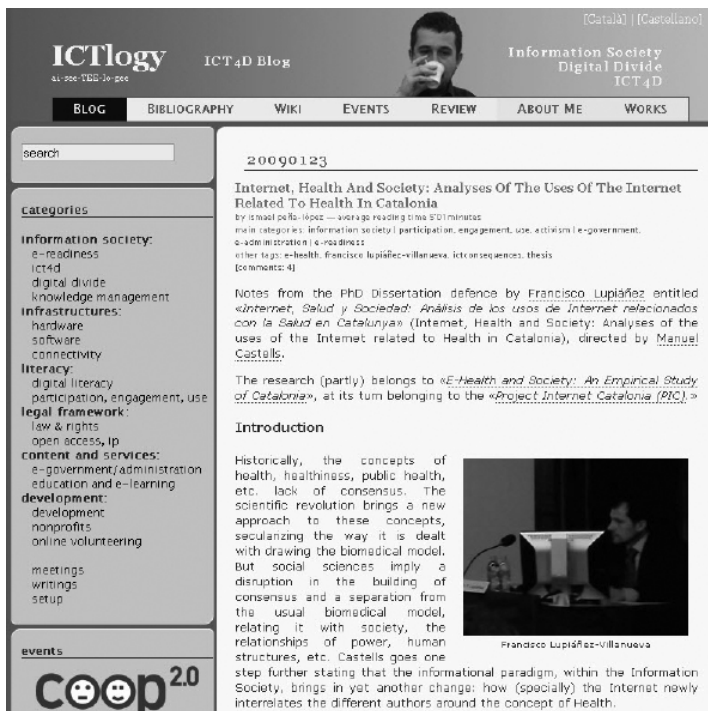 [Català] | [Castellano]
ICTlogy
ai-see-TEE-lo-gee
ICT4D Blog
Information Society
Digital Divide
ICT4D
Blog Bibliography Wiki Events Review About Me Works
search
categories
information society:
e-readiness
ict4d
digital divide
knowledge management
infrastructures:
hardware
software
connectivity
literacy:
digital literacy
participation, engagement, use
legal framework:
law & rights
open access, ip
content and services:
e-government/administration
education and e-learning
development:
development
nonprofits
online volunteering
meetings
writings
setup
events
coop 2.0
20090123
Internet, Health And Society: Analyses Of The Uses Of The Internet
Related To Health In Catalonia
by ismael peña-lópez — average reading time 5'01 minutes
main categories: information society | participation, engagement, use, activism | e-government,
e-administration | e-readiness
other tags: e-health, francisco lupiáñez-villanueva, ictconsequences, thesis
[comments: 4]
Notes from the PhD Dissertation defence by Francisco Lupiáñez entitled
«Internet, Salud y Sociedad: Análisis de los usos de Internet relacionados
con la Salud en Catalunya» (Internet, Health and Society: Analyses of the
uses of the Internet related to Health in Catalonia), directed by Manuel
Castells.
The research (partly) belongs to «E-Health and Society: An Empirical Study
of Catalonia», at its turn belonging to the «Project Internet Catalonia (PIC).»
Introduction
Historically, the concepts of
health, healthiness, public health,
etc. lack of consensus. The
scientific revolution brings a new
approach to these concepts,
secularizing the way it is dealt
with drawing the biomedical model.
But social sciences imply a
disruption in the building of
consensus and a separation from
the usual biomedical model,
relating it with society, the
relationships of power, human
structures, etc. Castells goes one
step further stating that the informational paradigm, within the Information
Society, brings in yet another change: how (specially) the Internet newly
interrelates the different authors around the concept of Health.
Francisco Lupiáñez-Villanueva